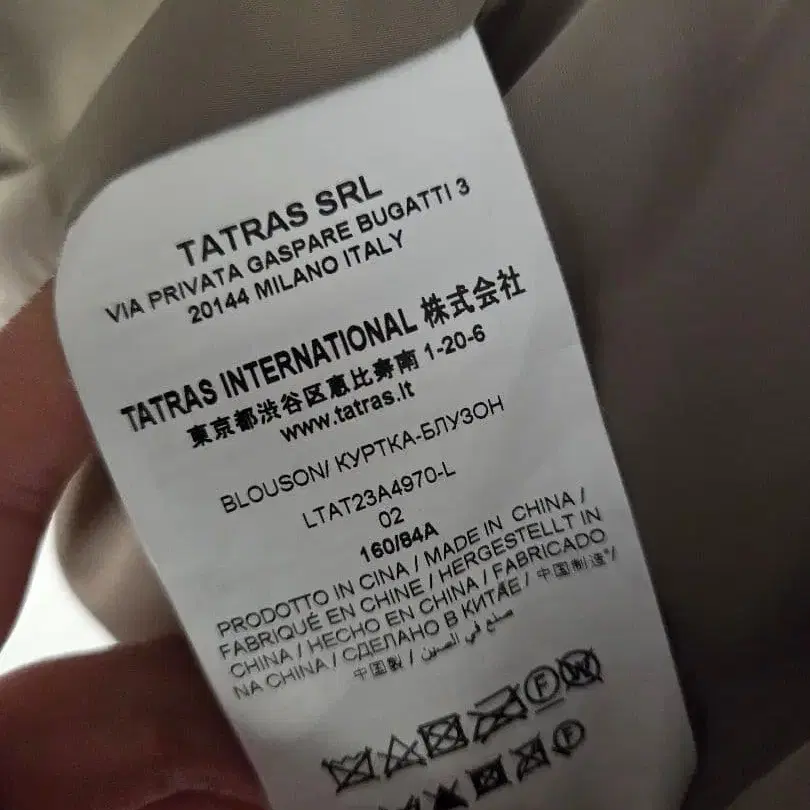 TATRAS SRL
VIA PRIVATA GASPARE BUGATTI 3
20144 MILANO ITALY
TATRAS INTERNATIONAL 株式会社
東京都渋谷区恵比寿南 1-20-6
www.tatras.it
BLOUSON/ КУРТКА-БЛУЗОН
LTAT23A4970-L
02
160/84A
PRODOTTO IN CINA / MADE IN CHINA /
FABRIQUÉ EN CHINE / HERGESTELLT IN
CHINA / HECHO EN CHINA / FABRICADO
NA CHINA / СДЕЛАНО В КИТАЕ / 中国制造*/
中国製 / صنع في الصين
F W
F